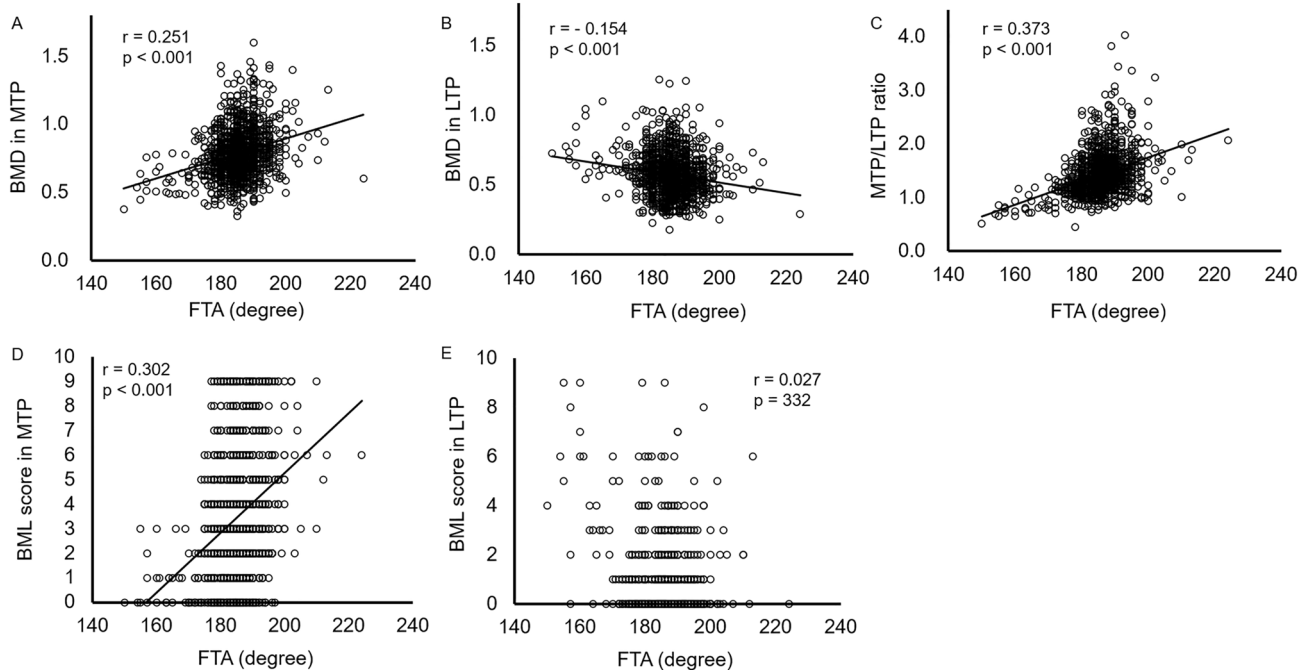 A
r = 0.251
p < 0.001
BMD in MTP
1.5
1.0
0.5
0.0
140 160 180 200 220 240
FTA (degree)
B
r = - 0.154
p < 0.001
BMD in LTP
1.5
1.0
0.5
0.0
140 160 180 200 220 240
FTA (degree)
C
r = 0.373
p < 0.001
MTP/LTP ratio
4.0
3.0
2.0
1.0
0.0
140 160 180 200 220 240
FTA (degree)
D
r = 0.302
p < 0.001
BML score in MTP
10
9
8
7
6
5
4
3
2
1
0
140 160 180 200 220 240
FTA (degree)
E
r = 0.027
p = 332
BML score in LTP
10
8
6
4
2
0
140 160 180 200 220 240
FTA (degree)